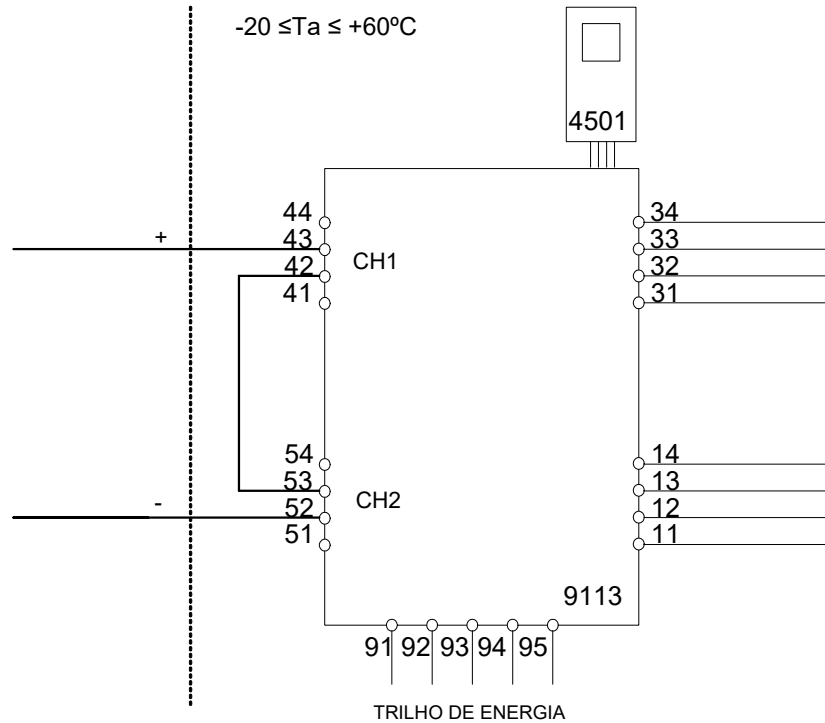 -20 ≤Ta ≤ +60ºC
4501
44 34
+ 43 33
42 CH1 32
41 31
54 14
53 13
- 52 CH2 12
51 11
9113
91 92 93 94 95
TRILHO DE ENERGIA